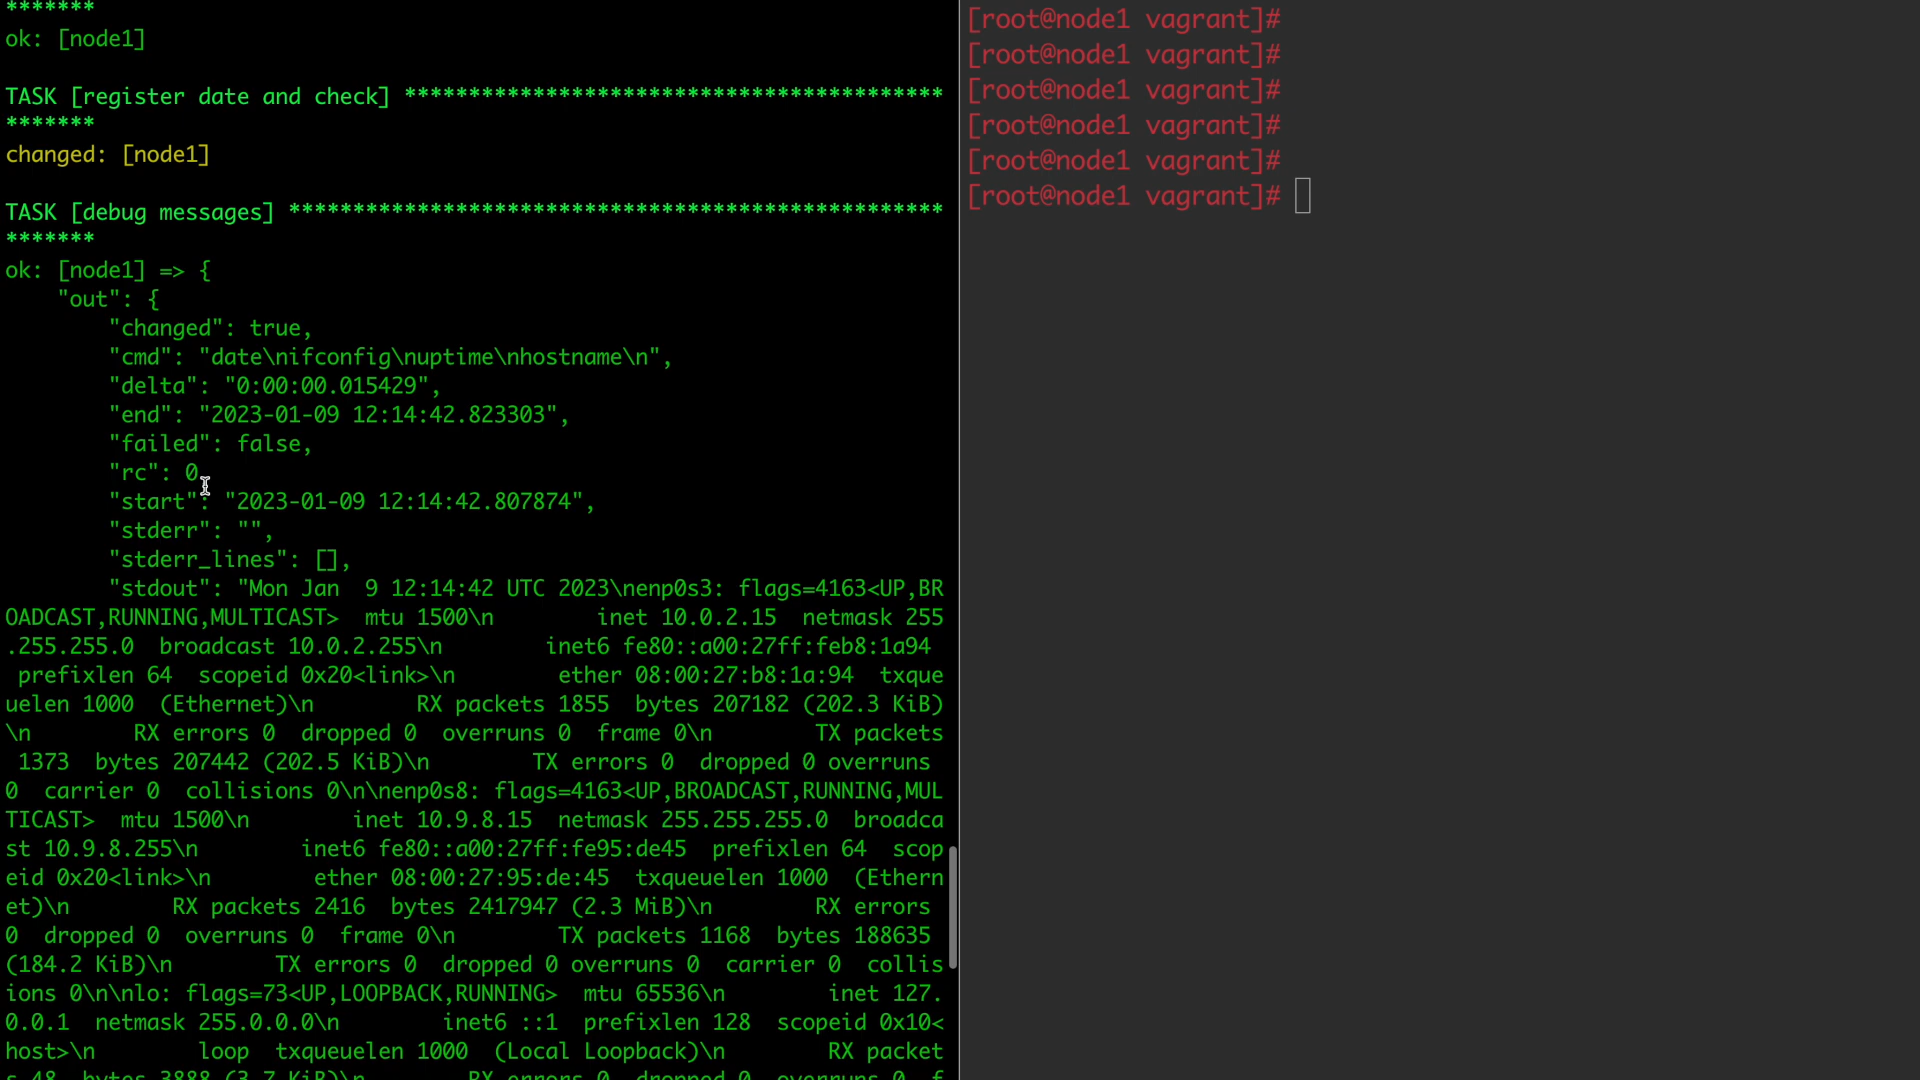 *******
ok: [node1]
TASK [register date and check] ******************************************
*******
changed: [node1]
TASK [debug messages] ***************************************************
*******
ok: [node1] => {
    "out": {
        "changed": true,
        "cmd": "date\nifconfig\nuptime\nhostname\n",
        "delta": "0:00:00.015429",
        "end": "2023-01-09 12:14:42.823303",
        "failed": false,
        "rc": 0,
        "start": "2023-01-09 12:14:42.807874",
        "stderr": "",
        "stderr_lines": [],
        "stdout": "Mon Jan  9 12:14:42 UTC 2023\nenp0s3: flags=4163<UP,BR
OADCAST,RUNNING,MULTICAST>  mtu 1500\n        inet 10.0.2.15  netmask 255
.255.255.0  broadcast 10.0.2.255\n        inet6 fe80::a00:27ff:feb8:1a94
 prefixlen 64  scopeid 0x20<link>\n        ether 08:00:27:b8:1a:94  txque
uelen 1000  (Ethernet)\n        RX packets 1855  bytes 207182 (202.3 KiB)
\n        RX errors 0  dropped 0  overruns 0  frame 0\n        TX packets
 1373  bytes 207442 (202.5 KiB)\n        TX errors 0  dropped 0 overruns
0  carrier 0  collisions 0\n\nenp0s8: flags=4163<UP,BROADCAST,RUNNING,MUL
TICAST>  mtu 1500\n        inet 10.9.8.15  netmask 255.255.255.0  broadca
st 10.9.8.255\n        inet6 fe80::a00:27ff:fe95:de45  prefixlen 64  scop
eid 0x20<link>\n        ether 08:00:27:95:de:45  txqueuelen 1000  (Ethern
et)\n        RX packets 2416  bytes 2417947 (2.3 MiB)\n        RX errors
0  dropped 0  overruns 0  frame 0\n        TX packets 1168  bytes 188635
(184.2 KiB)\n        TX errors 0  dropped 0 overruns 0  carrier 0  collis
ions 0\n\nlo: flags=73<UP,LOOPBACK,RUNNING>  mtu 65536\n        inet 127.
0.0.1  netmask 255.0.0.0\n        inet6 ::1  prefixlen 128  scopeid 0x10<
host>\n        loop  txqueuelen 1000  (Local Loopback)\n        RX packet
s 48  bytes 3888 (3.7 KiB)\n        RX errors 0  dropped 0  overruns 0  f
[root@node1 vagrant]#
[root@node1 vagrant]#
[root@node1 vagrant]#
[root@node1 vagrant]#
[root@node1 vagrant]#
[root@node1 vagrant]#